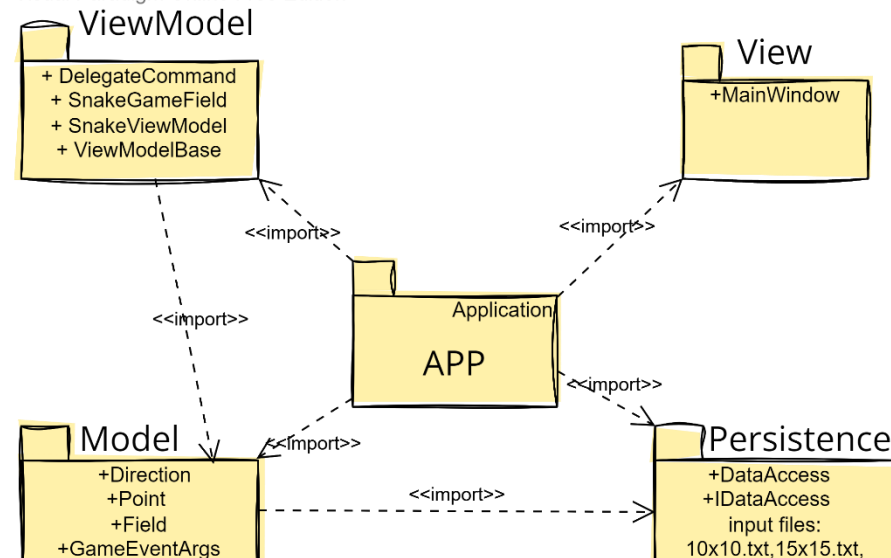 ViewModel
+ DelegateCommand
+ SnakeGameField
+ SnakeViewModel
+ ViewModelBase
View
+MainWindow
<<import>>
<<import>>
<<import>>
Application
APP
<<import>>
<<import>>
Model
+Direction
+Point
+Field
+GameEventArgs
<<import>>
Persistence
+DataAccess
+IDataAccess
input files:
10x10.txt,15x15.txt,